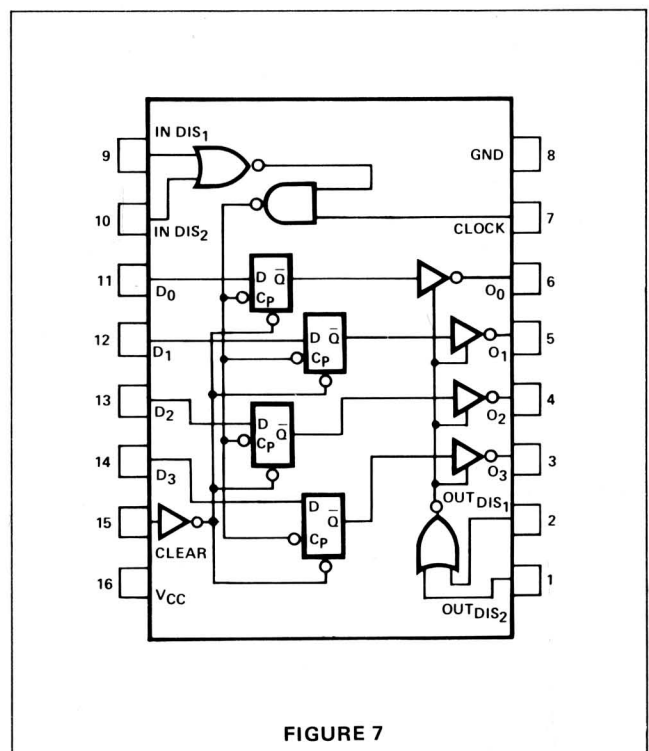 IN DIS1
9
GND
8
10
IN DIS2
CLOCK
7
11
D0
D Q̅
CP
O0
6
12
D1
D Q̅
CP
O1
5
13
D2
D Q̅
CP
O2
4
14
D3
D Q̅
CP
O3
3
15
CLEAR
OUTDIS1
2
16
VCC
OUTDIS2
1
FIGURE 7